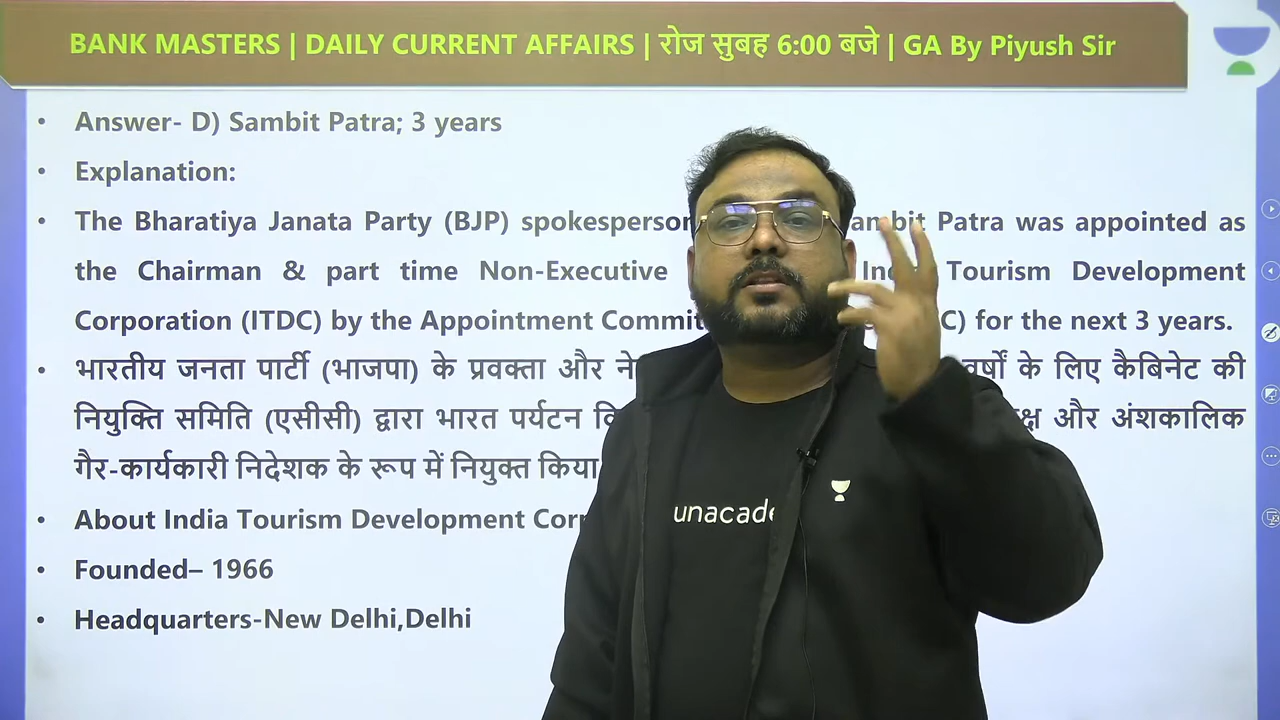 BANK MASTERS | DAILY CURRENT AFFAIRS | रोज सुबह 6:00 बजे | GA By Piyush Sir
• Answer- D) Sambit Patra; 3 years
• Explanation:
• The Bharatiya Janata Party (BJP) spokesperson Patra was appointed as
the Chairman & part time Non-Executive Tourism Development
Corporation (ITDC) by the Appointment for the next 3 years.
• भारतीय जनता पार्टी (भाजपा) के प्रवक्ता और वर्षों के लिए कैबिनेट की
नियुक्ति समिति (एसीसी) द्वारा भारत पर्यटन और अंशकालिक
गैर-कार्यकारी निदेशक के रूप में नियुक्त किया
• About India Tourism Development
• Founded– 1966
• Headquarters-New Delhi,Delhi